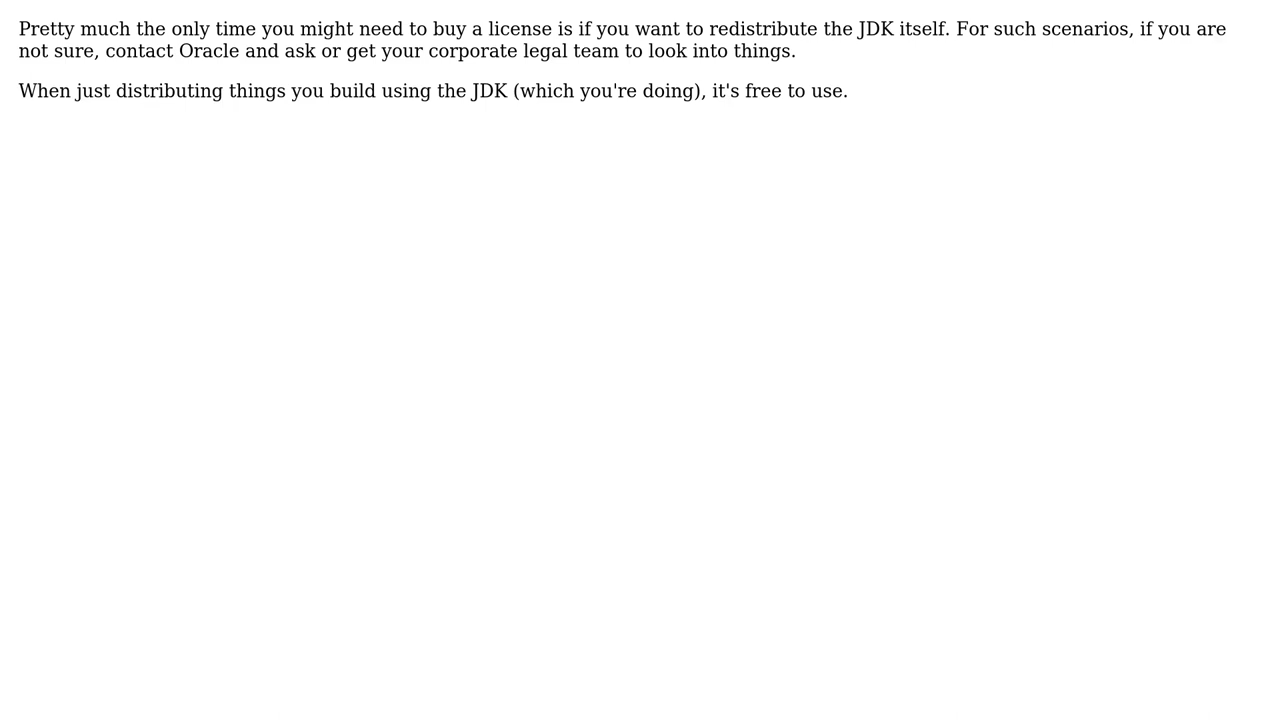 Pretty much the only time you might need to buy a license is if you want to redistribute the JDK itself. For such scenarios, if you are
not sure, contact Oracle and ask or get your corporate legal team to look into things.
When just distributing things you build using the JDK (which you're doing), it's free to use.